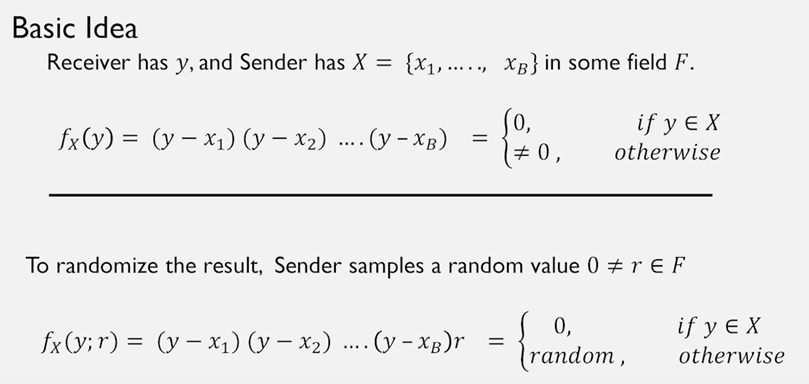 Basic Idea
Receiver has y, and Sender has X = {x₁, ….., x_B} in some field F.
f_X(y) = (y − x₁) (y − x₂) ….(y – x_B) = {0, if y ∈ X
≠ 0 , otherwise
To randomize the result, Sender samples a random value 0 ≠ r ∈ F
f_X(y; r) = (y − x₁) (y − x₂) ….(y – x_B)r = { 0, if y ∈ X
random , otherwise